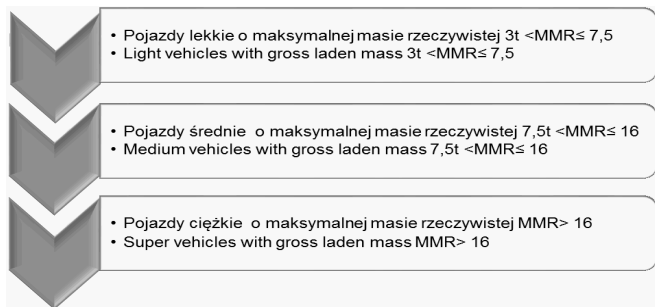 • Pojazdy lekkie o maksymalnej masie rzeczywistej 3t <MMR≤ 7,5
• Light vehicles with gross laden mass 3t <MMR≤ 7,5
• Pojazdy średnie o maksymalnej masie rzeczywistej 7,5t <MMR≤ 16
• Medium vehicles with gross laden mass 7,5t <MMR≤ 16
• Pojazdy ciężkie o maksymalnej masie rzeczywistej MMR> 16
• Super vehicles with gross laden mass MMR> 16